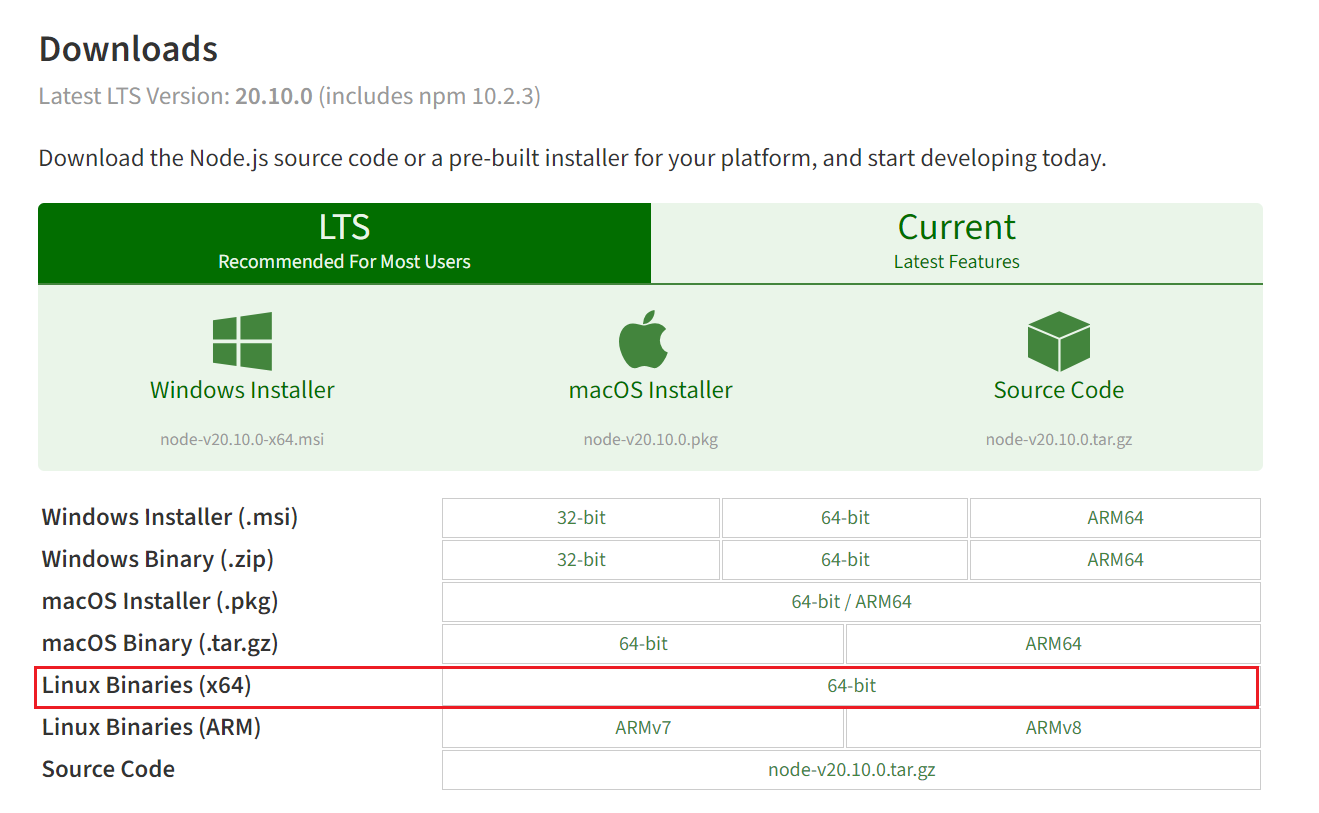 Downloads
Latest LTS Version: 20.10.0 (includes npm 10.2.3)
Download the Node.js source code or a pre-built installer for your platform, and start developing today.
LTS
Recommended For Most Users
Current
Latest Features
Windows Installer
node-v20.10.0-x64.msi
macOS Installer
node-v20.10.0.pkg
Source Code
node-v20.10.0.tar.gz
Windows Installer (.msi) 32-bit 64-bit ARM64
Windows Binary (.zip) 32-bit 64-bit ARM64
macOS Installer (.pkg) 64-bit / ARM64
macOS Binary (.tar.gz) 64-bit ARM64
Linux Binaries (x64) 64-bit
Linux Binaries (ARM) ARMv7 ARMv8
Source Code node-v20.10.0.tar.gz